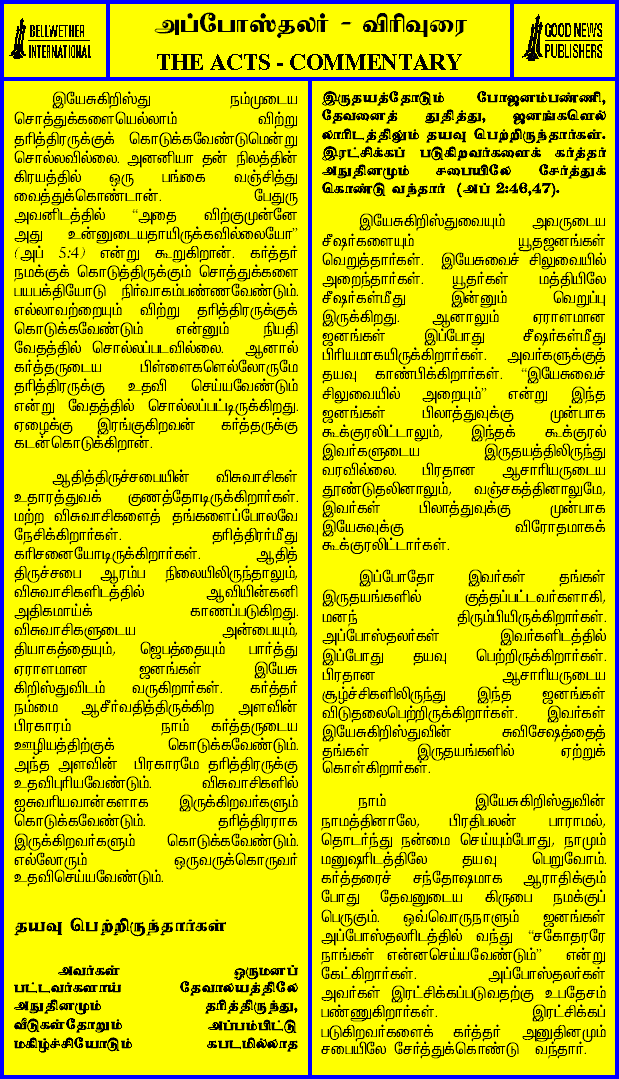 BELLWETHER
INTERNATIONAL
அப்போஸ்தலர் - விரிவுரை
THE ACTS - COMMENTARY
GOOD NEWS
PUBLISHERS
இயேசுகிறிஸ்து நம்முடைய
சொத்துக்களையெல்லாம் விற்று
தரித்திரருக்குக் கொடுக்கவேண்டுமென்று
சொல்லவில்லை. அனனியா தன் நிலத்தின்
கிரயத்தில் ஒரு பங்கை வஞ்சித்து
வைத்துக்கொண்டான். பேதுரு
அவனிடத்தில் “அதை விற்குமுன்னே
அது உன்னுடையதாயிருக்கவில்லையோ”
(அப் 5:4) என்று கூறுகிறான். கர்த்தர்
நமக்குக் கொடுத்திருக்கும் சொத்துக்களை
பயபக்தியோடு நிர்வாகம்பண்ணவேண்டும்.
எல்லாவற்றையும் விற்று தரித்திரருக்குக்
கொடுக்கவேண்டும் என்னும் நியதி
வேதத்தில் சொல்லப்படவில்லை. ஆனால்
கர்த்தருடைய பிள்ளைகளெல்லோருமே
தரித்திரருக்கு உதவி செய்யவேண்டும்
என்று வேதத்தில் சொல்லப்பட்டிருக்கிறது.
ஏழைக்கு இரங்குகிறவன் கர்த்தருக்கு
கடன்கொடுக்கிறான்.
ஆதித்திருச்சபையின் விசுவாசிகள்
உதாரத்துவக் குணத்தோடிருக்கிறார்கள்.
மற்ற விசுவாசிகளைத் தங்களைப்போலவே
நேசிக்கிறார்கள். தரித்திரர்மீது
கரிசனையோடிருக்கிறார்கள். ஆதித்
திருச்சபை ஆரம்ப நிலையிலிருந்தாலும்,
விசுவாசிகளிடத்தில் ஆவியின்கனி
அதிகமாய்க் காணப்படுகிறது.
விசுவாசிகளுடைய அன்பையும்,
தியாகத்தையும், ஜெபத்தையும் பார்த்து
ஏராளமான ஜனங்கள் இயேசு
கிறிஸ்துவிடம் வருகிறார்கள். கர்த்தர்
நம்மை ஆசீர்வதித்திருக்கிற அளவின்
பிரகாரம் நாம் கர்த்தருடைய
ஊழியத்திற்குக் கொடுக்கவேண்டும்.
அந்த அளவின் பிரகாரமே தரித்திரருக்கு
உதவிபுரியவேண்டும். விசுவாசிகளில்
ஐசுவரியவான்களாக இருக்கிறவர்களும்
கொடுக்கவேண்டும். தரித்திரராக
இருக்கிறவர்களும் கொடுக்கவேண்டும்.
எல்லோரும் ஒருவருக்கொருவர்
உதவிசெய்யவேண்டும்.
தயவு பெற்றிருந்தார்கள்
அவர்கள் ஒருமனப்
பட்டவர்களாய் தேவாலயத்திலே
அநுதினமும் தரித்திருந்து,
வீடுகள்தோறும் அப்பம்பிட்டு
மகிழ்ச்சியோடும் கபடமில்லாத
இருதயத்தோடும் போஜனம்பண்ணி,
தேவனைத் துதித்து, ஜனங்களெல்
லாரிடத்திலும் தயவு பெற்றிருந்தார்கள்.
இரட்சிக்கப் படுகிறவர்களைக் கர்த்தர்
அநுதினமும் சபையிலே சேர்த்துக்
கொண்டு வந்தார் (அப் 2:46,47).
இயேசுகிறிஸ்துவையும் அவருடைய
சீஷர்களையும் யூதஜனங்கள்
வெறுத்தார்கள். இயேசுவைச் சிலுவையில்
அறைந்தார்கள். யூதர்கள் மத்தியிலே
சீஷர்கள்மீது இன்னும் வெறுப்பு
இருக்கிறது. ஆனாலும் ஏராளமான
ஜனங்கள் இப்போது சீஷர்கள்மீது
பிரியமாகயிருக்கிறார்கள். அவர்களுக்குத்
தயவு காண்பிக்கிறார்கள். “இயேசுவைச்
சிலுவையில் அறையும்” என்று இந்த
ஜனங்கள் பிலாத்துவுக்கு முன்பாக
கூக்குரலிட்டாலும், இந்தக் கூக்குரல்
இவர்களுடைய இருதயத்திலிருந்து
வரவில்லை. பிரதான ஆசாரியருடைய
தூண்டுதலினாலும், வஞ்சகத்தினாலுமே,
இவர்கள் பிலாத்துவுக்கு முன்பாக
இயேசுவுக்கு விரோதமாகக்
கூக்குரலிட்டார்கள்.
இப்போதோ இவர்கள் தங்கள்
இருதயங்களில் குத்தப்பட்டவர்களாகி,
மனந் திரும்பியிருக்கிறார்கள்.
அப்போஸ்தலர்கள் இவர்களிடத்தில்
இப்போது தயவு பெற்றிருக்கிறார்கள்.
பிரதான ஆசாரியருடைய
சூழ்ச்சிகளிலிருந்து இந்த ஜனங்கள்
விடுதலைபெற்றிருக்கிறார்கள். இவர்கள்
இயேசுகிறிஸ்துவின் சுவிசேஷத்தைத்
தங்கள் இருதயங்களில் ஏற்றுக்
கொள்கிறார்கள்.
நாம் இயேசுகிறிஸ்துவின்
நாமத்தினாலே, பிரதிபலன் பாராமல்,
தொடர்ந்து நன்மை செய்யும்போது, நாமும்
மனுஷரிடத்திலே தயவு பெறுவோம்.
கர்த்தரைச் சந்தோஷமாக ஆராதிக்கும்
போது தேவனுடைய கிருபை நமக்குப்
பெருகும். ஒவ்வொருநாளும் ஜனங்கள்
அப்போஸ்தலரிடத்தில் வந்து “சகோதரரே
நாங்கள் என்னசெய்யவேண்டும்” என்று
கேட்கிறார்கள். அப்போஸ்தலர்கள்
அவர்கள் இரட்சிக்கப்படுவதற்கு உபதேசம்
பண்ணுகிறார்கள். இரட்சிக்கப்
படுகிறவர்களைக் கர்த்தர் அனுதினமும்
சபையிலே சேர்த்துக்கொண்டு வந்தார்.